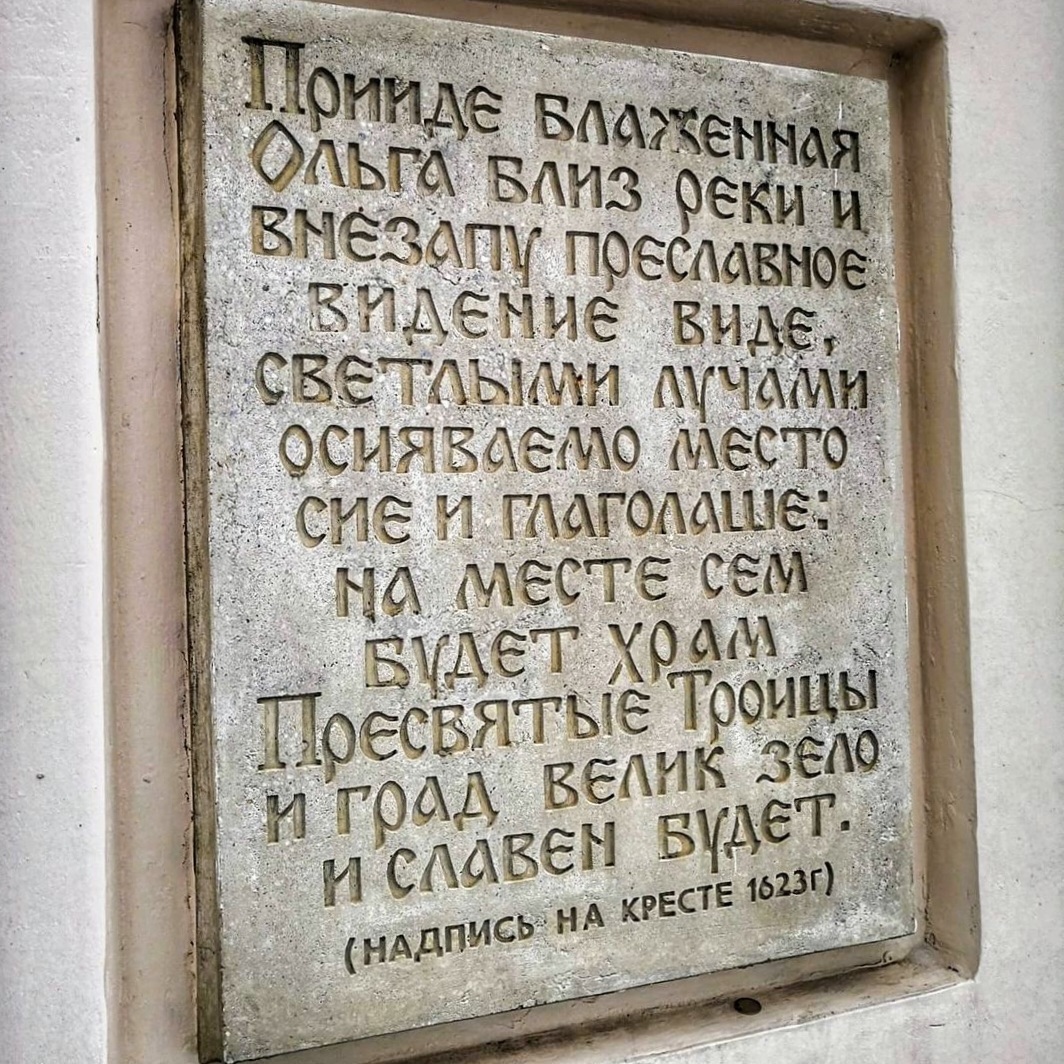 Прииде блаженная
Ольга близ реки и
внезапу преславное
видение виде,
светлыми лучами
осияваемо место
сие и глаголаше:
на месте сем
будет храм
Пресвятые Троицы
и град велик зело
и славен будет.
(надпись на кресте 1623г)